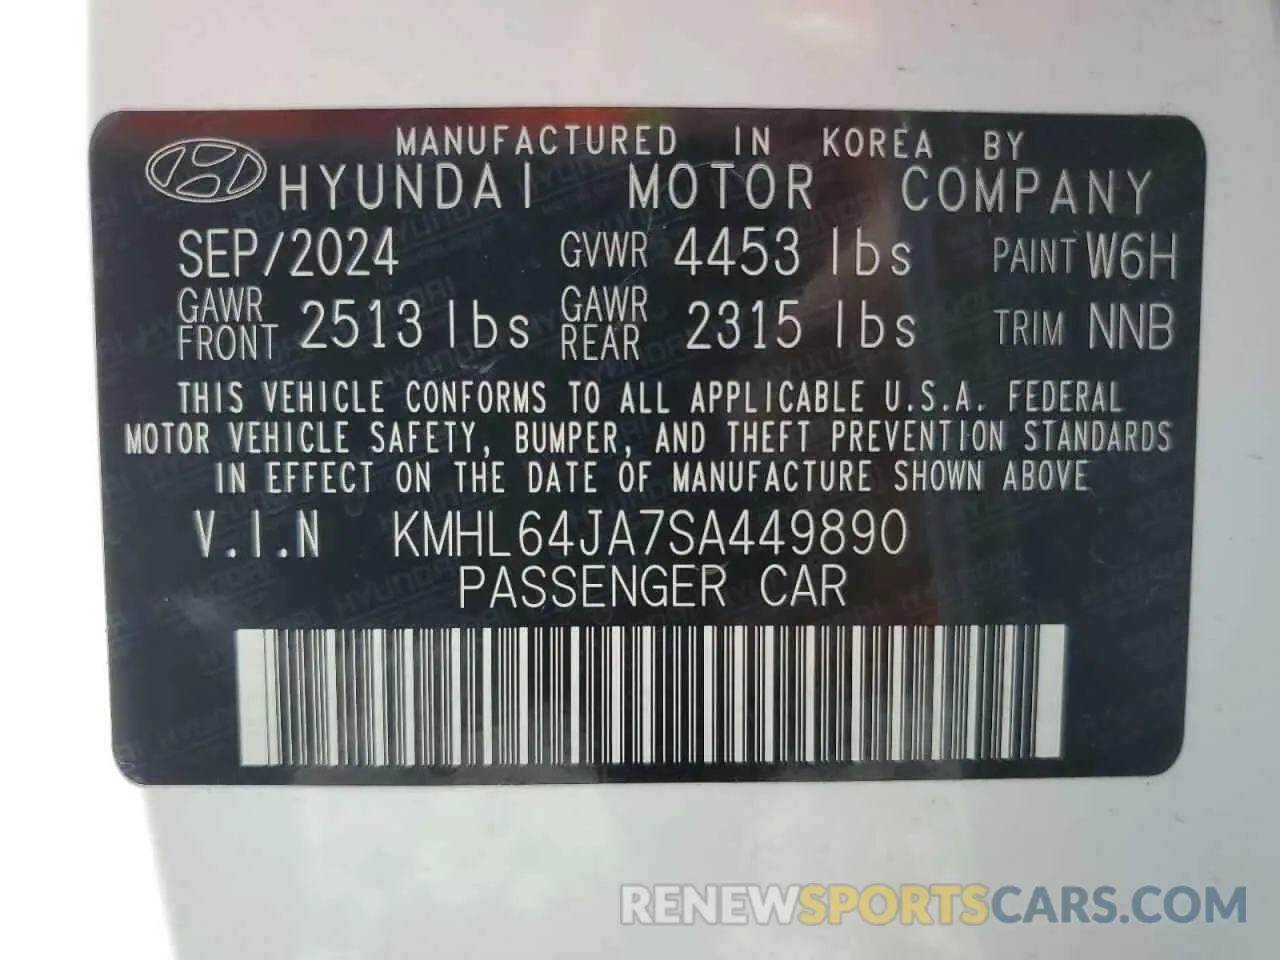 MANUFACTURED IN KOREA BY
HYUNDAI MOTOR COMPANY
SEP/2024 GVWR 4453 lbs PAINT W6H
GAWR FRONT 2513 lbs GAWR REAR 2315 lbs TRIM NNB
THIS VEHICLE CONFORMS TO ALL APPLICABLE U.S.A. FEDERAL
MOTOR VEHICLE SAFETY, BUMPER, AND THEFT PREVENTION STANDARDS
IN EFFECT ON THE DATE OF MANUFACTURE SHOWN ABOVE
V.I.N KMHL64JA7SA449890
PASSENGER CAR
RENEWSPORTSCARS.COM